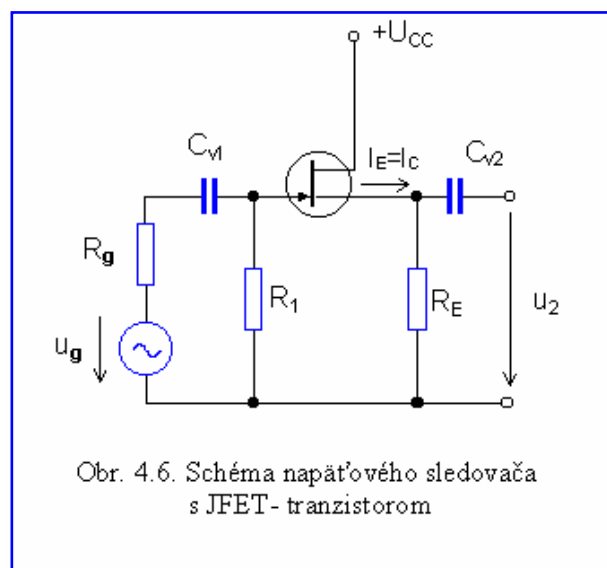 +UCC
Cv1
IE=IC
Cv2
Rg
R1
RE
u2
ug
Obr. 4.6. Schéma napäťového sledovača
s JFET- tranzistorom